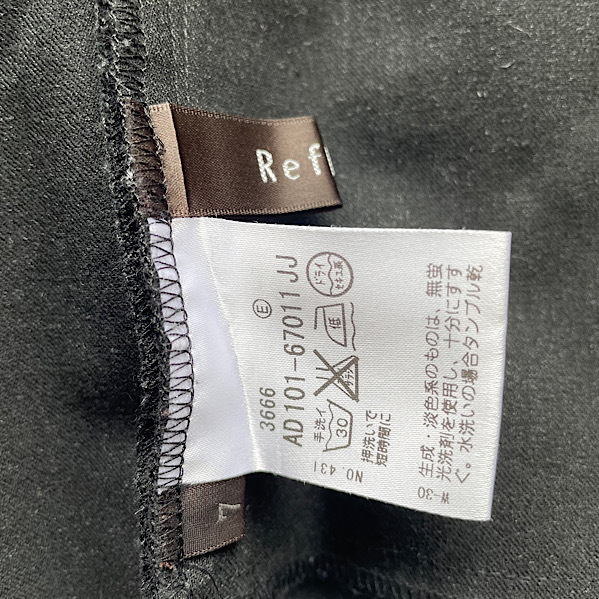 Ref
3666
Ⓔ
AD101-67011JJ
手洗イ
30
低
ドライ
セキユ系
押洗いで
短時間に
NO.431
生成・淡色系のものは、無蛍
光洗剤を使用し、十分にすす
ぐ。水洗いの場合タンブル乾
7